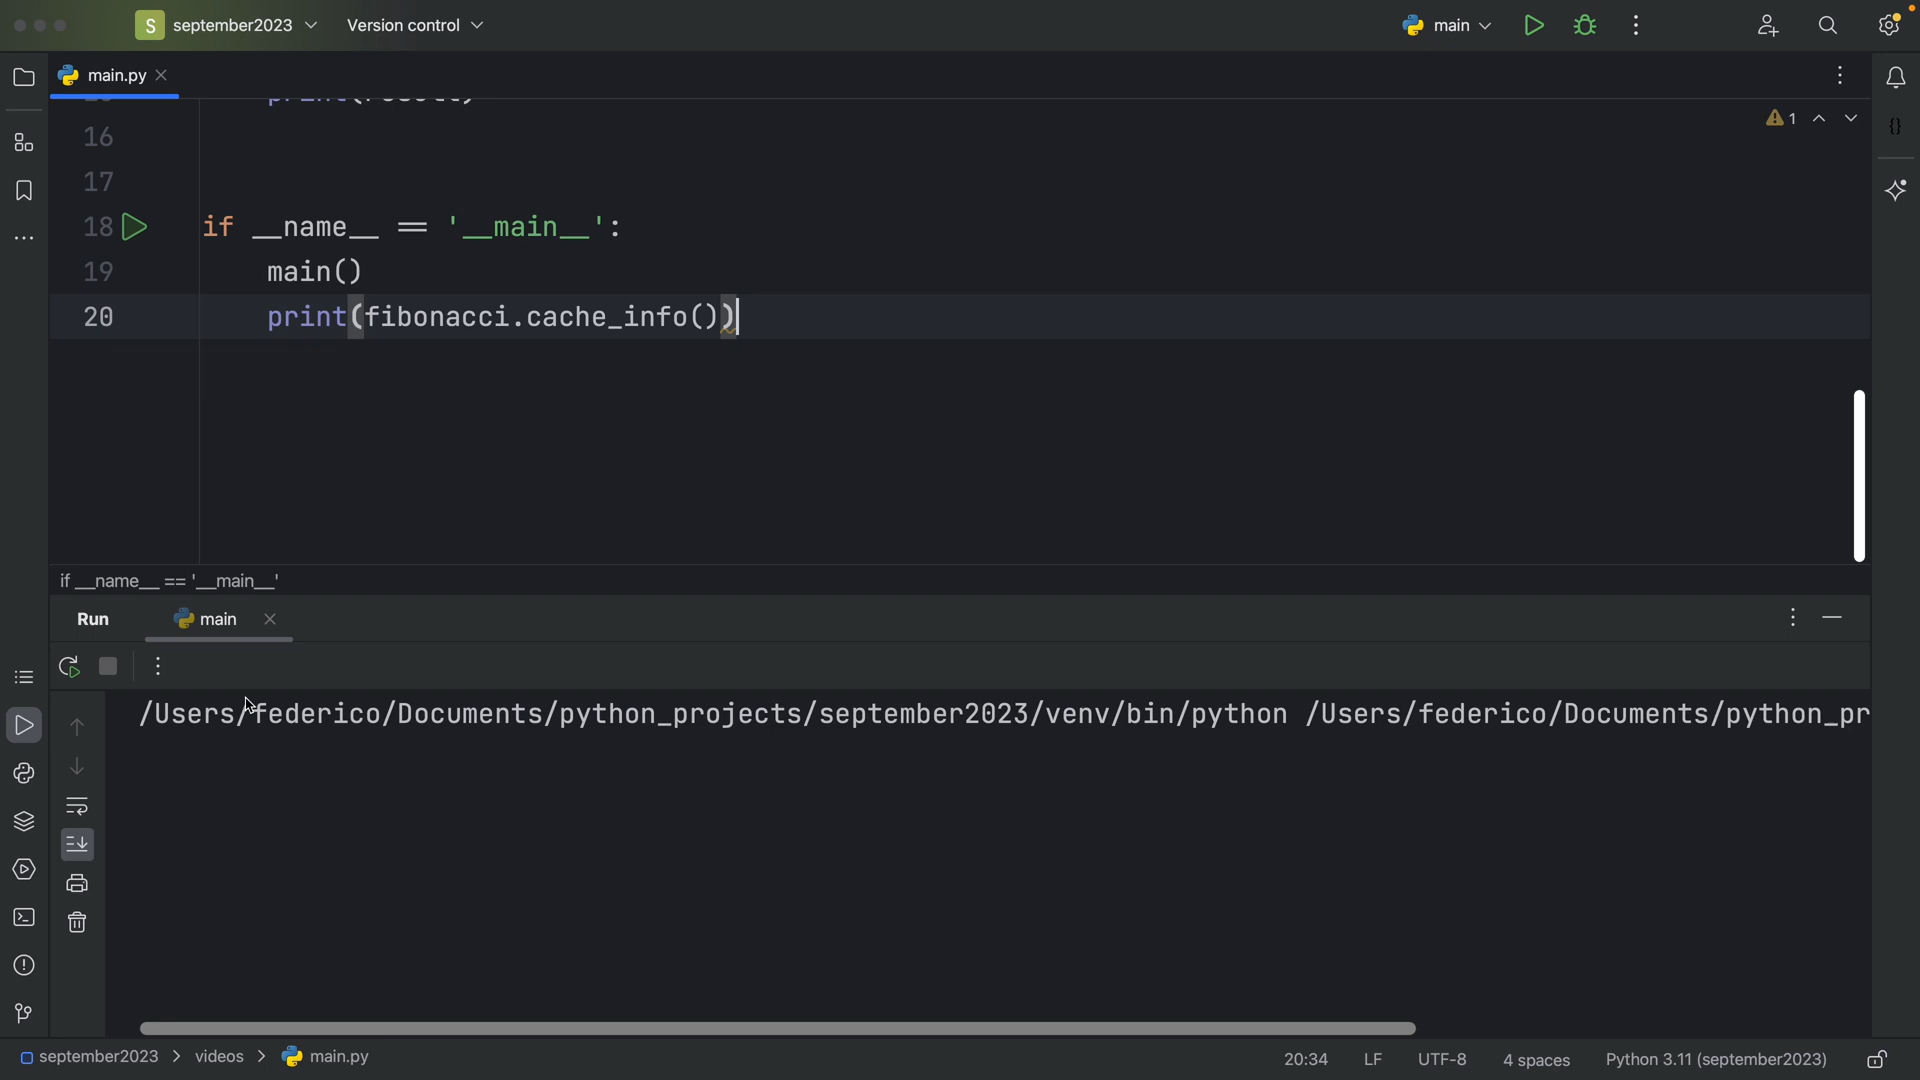 S september2023 Version control main
main.py
1
16
17
18 if __name__ == '__main__':
19 main()
20 print(fibonacci.cache_info())
if __name__ == '__main__'
Run main
/Users/federico/Documents/python_projects/september2023/venv/bin/python /Users/federico/Documents/python_pr
september2023 > videos > main.py 20:34 LF UTF-8 4 spaces Python 3.11 (september2023)